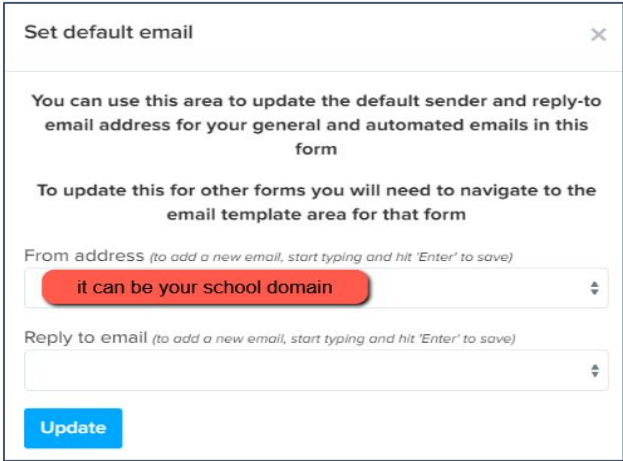 Set default email
You can use this area to update the default sender and reply-to
email address for your general and automated emails in this
form
To update this for other forms you will need to navigate to the
email template area for that form
From address (to add a new email, start typing and hit 'Enter' to save)
it can be your school domain
Reply to email (to add a new email, start typing and hit 'Enter' to save)
Update